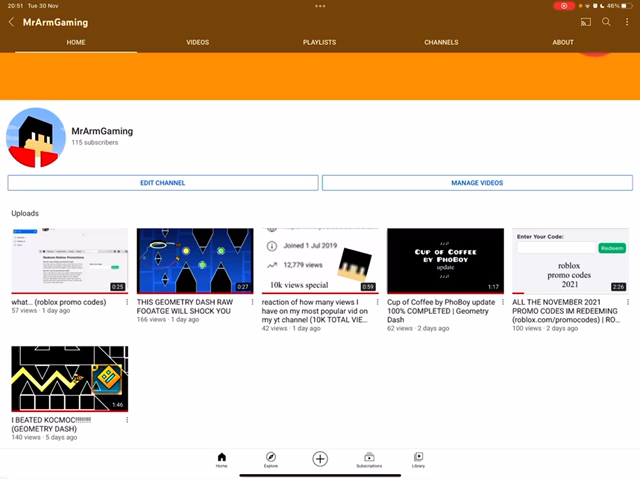 20:51 Tue 30 Nov
46%
MrArmGaming
HOME VIDEOS PLAYLISTS CHANNELS ABOUT
MrArmGaming
115 subscribers
EDIT CHANNEL MANAGE VIDEOS
Uploads
0:25
0:27
Joined 1 Jul 2019
12,779 views
10k views special
0:59
CUP OF COFFEE
BY PHOBOY
update
1:17
Enter Your Code:
Redeem
roblox
promo codes
2021
2:26
what... (roblox promo codes)
57 views · 1 day ago
THIS GEOMETRY DASH RAW
FOOATGE WILL SHOCK YOU
166 views · 1 day ago
reaction of how many views I
have on my most popular vid on
my yt channel (10K TOTAL VIE...
42 views · 1 day ago
Cup of Coffee by PhoBoy update
100% COMPLETED | Geometry
Dash
62 views · 2 days ago
ALL THE NOVEMBER 2021
PROMO CODES IM REDEEMING
(roblox.com/promocodes) | RO...
100 views · 2 days ago
1:46
I BEATED KOCMOC!!!!!!!!
(GEOMETRY DASH)
140 views · 5 days ago
Home Explore Subscriptions Library